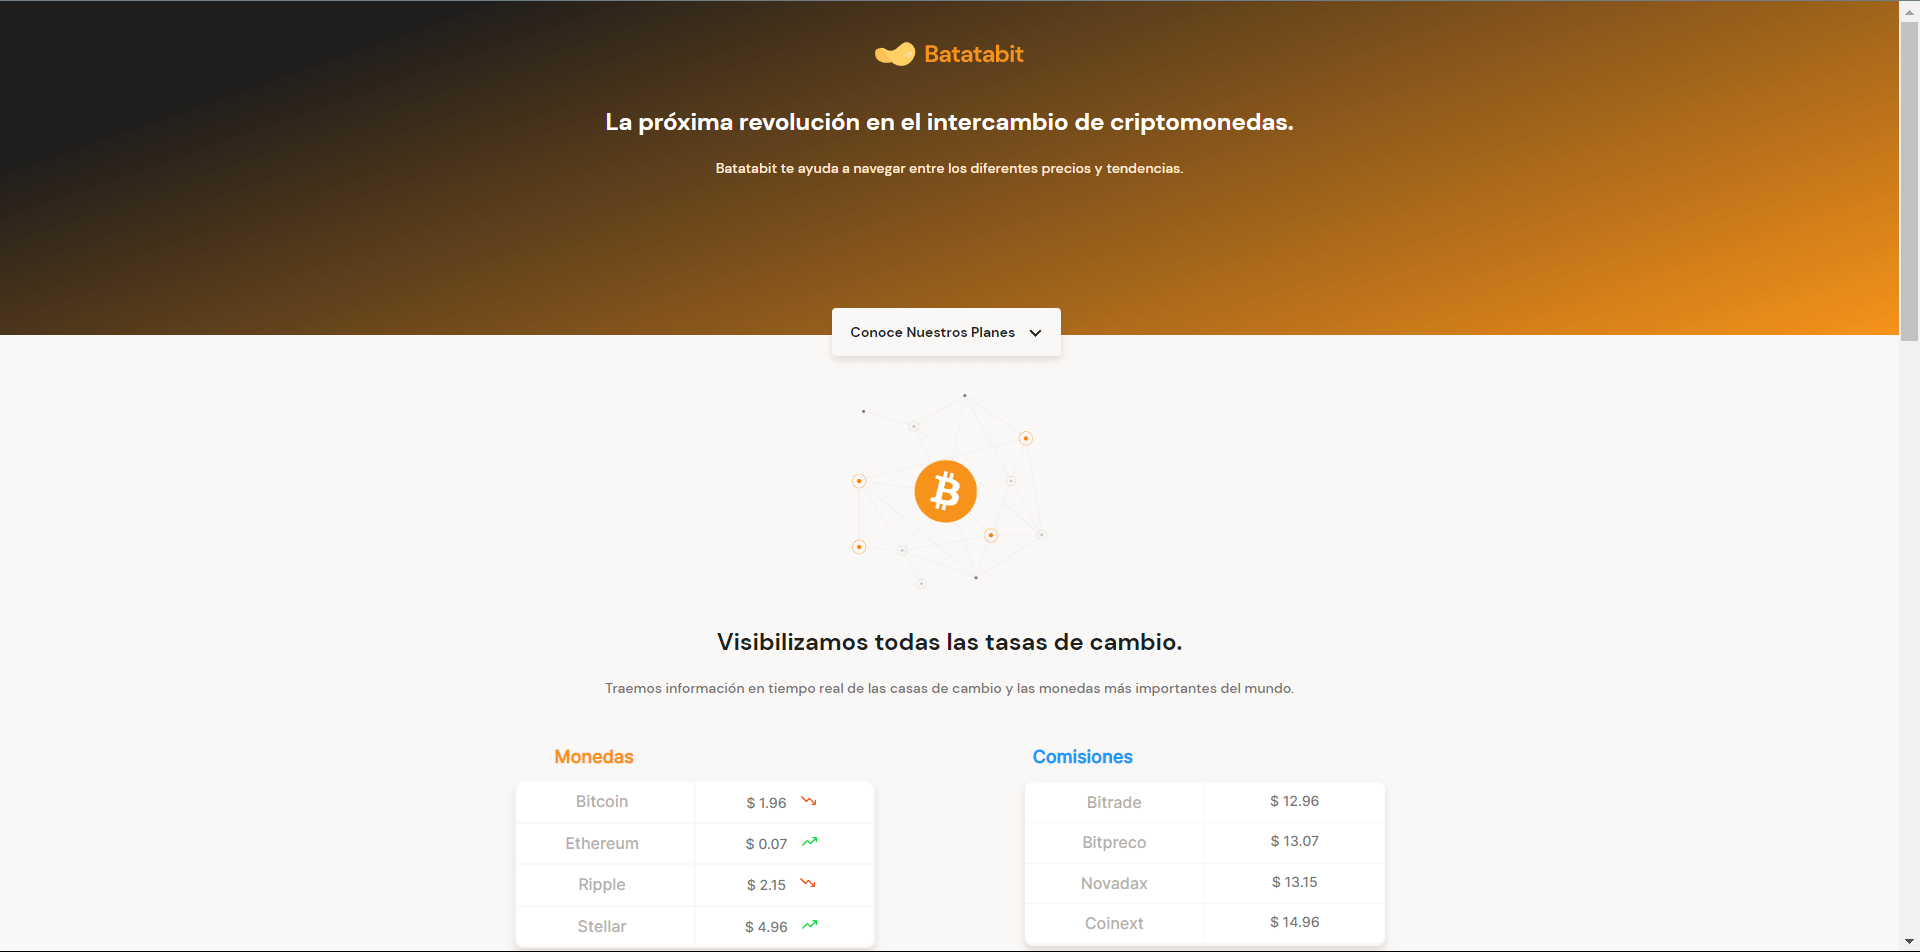 Batatabit
La próxima revolución en el intercambio de criptomonedas.
Batatabit te ayuda a navegar entre los diferentes precios y tendencias.
Conoce Nuestros Planes
Visibilizamos todas las tasas de cambio.
Traemos información en tiempo real de las casas de cambio y las monedas más importantes del mundo.
Monedas
Bitcoin $ 1.96
Ethereum $ 0.07
Ripple $ 2.15
Stellar $ 4.96
Comisiones
Bitrade $ 12.96
Bitpreco $ 13.07
Novadax $ 13.15
Coinext $ 14.96